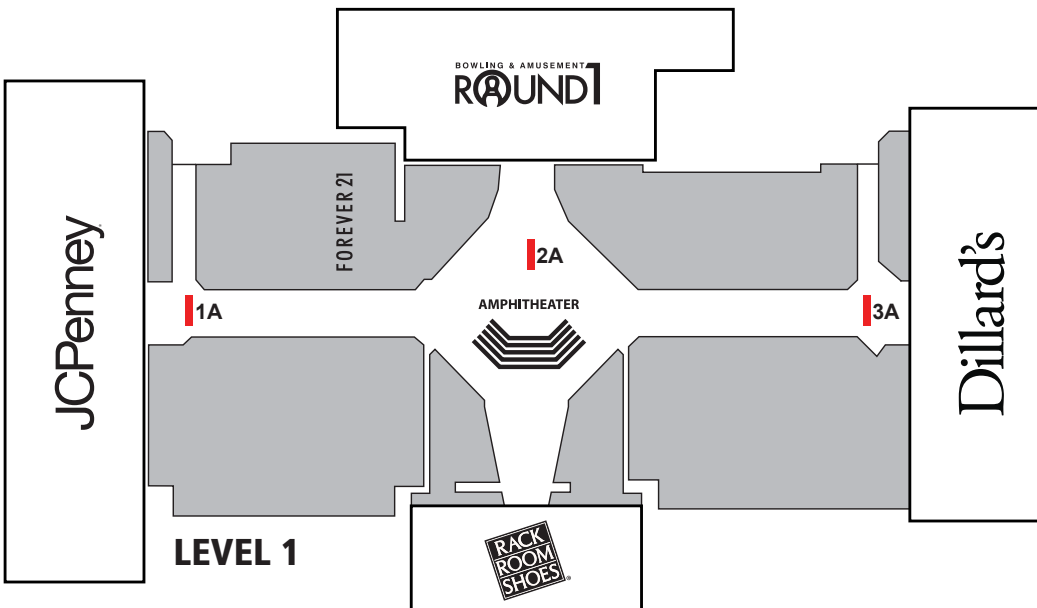 BOWLING & AMUSEMENT
ROUND1
JCPenney
FOREVER 21
2A
1A
AMPHITHEATER
3A
Dillard's
LEVEL 1
RACK
ROOM
SHOES®